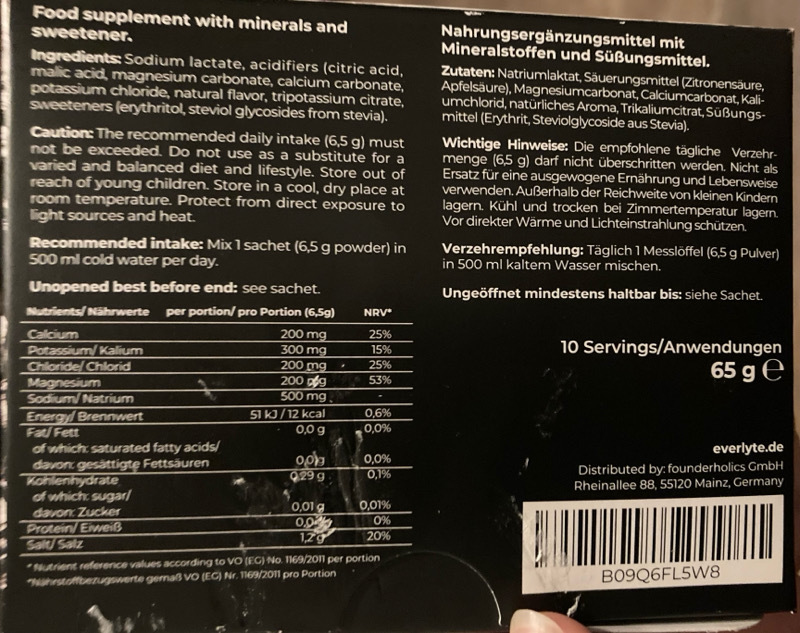 Food supplement with minerals and
sweetener.
Ingredients: Sodium lactate, acidifiers (citric acid,
malic acid, magnesium carbonate, calcium carbonate,
potassium chloride, natural flavor, tripotassium citrate,
sweeteners (erythritol, steviol glycosides from stevia).
Caution: The recommended daily intake (6,5 g) must
not be exceeded. Do not use as a substitute for a
varied and balanced diet and lifestyle. Store out of
reach of young children. Store in a cool, dry place at
room temperature. Protect from direct exposure to
light sources and heat.
Recommended intake: Mix 1 sachet (6,5 g powder) in
500 ml cold water per day.
Unopened best before end: see sachet.
Nutrients/ Nährwerte per portion/ pro Portion (6,5g) NRV*
Calcium 200 mg 25%
Potassium/ Kalium 300 mg 15%
Chloride/ Chlorid 200 mg 25%
Magnesium 200 mg 53%
Sodium/ Natrium 500 mg
Energy/ Brennwert 51 kJ / 12 kcal 0,6%
Fat/ Fett 0,0 g 0,0%
of which: saturated fatty acids/
davon: gesättigte Fettsäuren 0,0 g 0,0%
Kohlenhydrate 0,29 g 0,1%
of which: sugar/
davon: Zucker 0,01 g 0,01%
Protein/ Eiweiß 0%
Salt/ Salz 1,2 g 20%
* Nutrient reference values according to VO (EG) No. 1169/2011 per portion
*Nährstoffbezugswerte gemäß VO (EG) Nr. 1169/2011 pro Portion
Nahrungsergänzungsmittel mit
Mineralstoffen und Süßungsmittel.
Zutaten: Natriumlaktat, Säuerungsmittel (Zitronensäure,
Apfelsäure), Magnesiumcarbonat, Calciumcarbonat, Kali-
umchlorid, natürliches Aroma, Trikaliumcitrat, Süßungs-
mittel (Erythrit, Steviolglycoside aus Stevia).
Wichtige Hinweise: Die empfohlene tägliche Verzehr-
menge (6,5 g) darf nicht überschritten werden. Nicht als
Ersatz für eine ausgewogene Ernährung und Lebensweise
verwenden. Außerhalb der Reichweite von kleinen Kindern
lagern. Kühl und trocken bei Zimmertemperatur lagern.
Vor direkter Wärme und Lichteinstrahlung schützen.
Verzehrempfehlung: Täglich 1 Messlöffel (6,5 g Pulver)
in 500 ml kaltem Wasser mischen.
Ungeöffnet mindestens haltbar bis: siehe Sachet.
10 Servings/Anwendungen
65 g ℮
everlyte.de
Distributed by: founderholics GmbH
Rheinallee 88, 55120 Mainz, Germany
B09Q6FL5W8